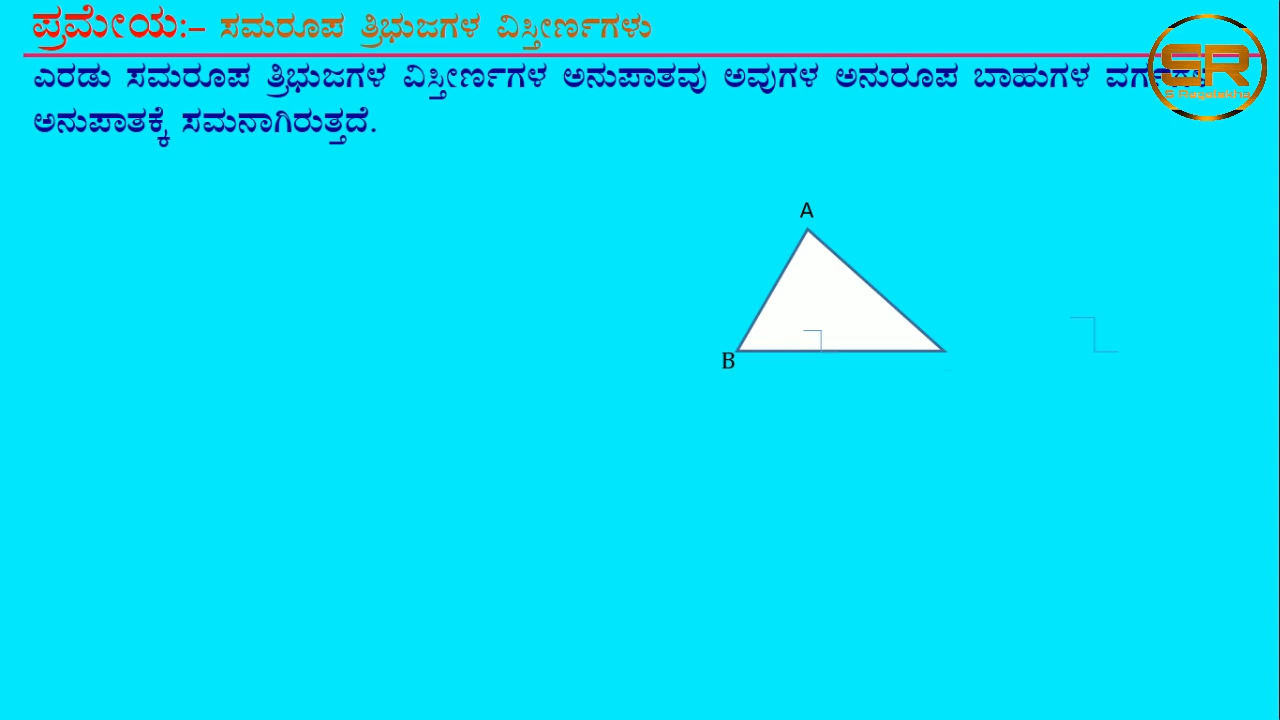 ಪ್ರಮೇಯ:– ಸಮರೂಪ ತ್ರಿಭುಜಗಳ ವಿಸ್ತೀರ್ಣಗಳು
ಎರಡು ಸಮರೂಪ ತ್ರಿಭುಜಗಳ ವಿಸ್ತೀರ್ಣಗಳ ಅನುಪಾತವು ಅವುಗಳ ಅನುರೂಪ ಬಾಹುಗಳ
ಅನುಪಾತಕ್ಕೆ ಸಮನಾಗಿರುತ್ತದೆ.
SR
A
B